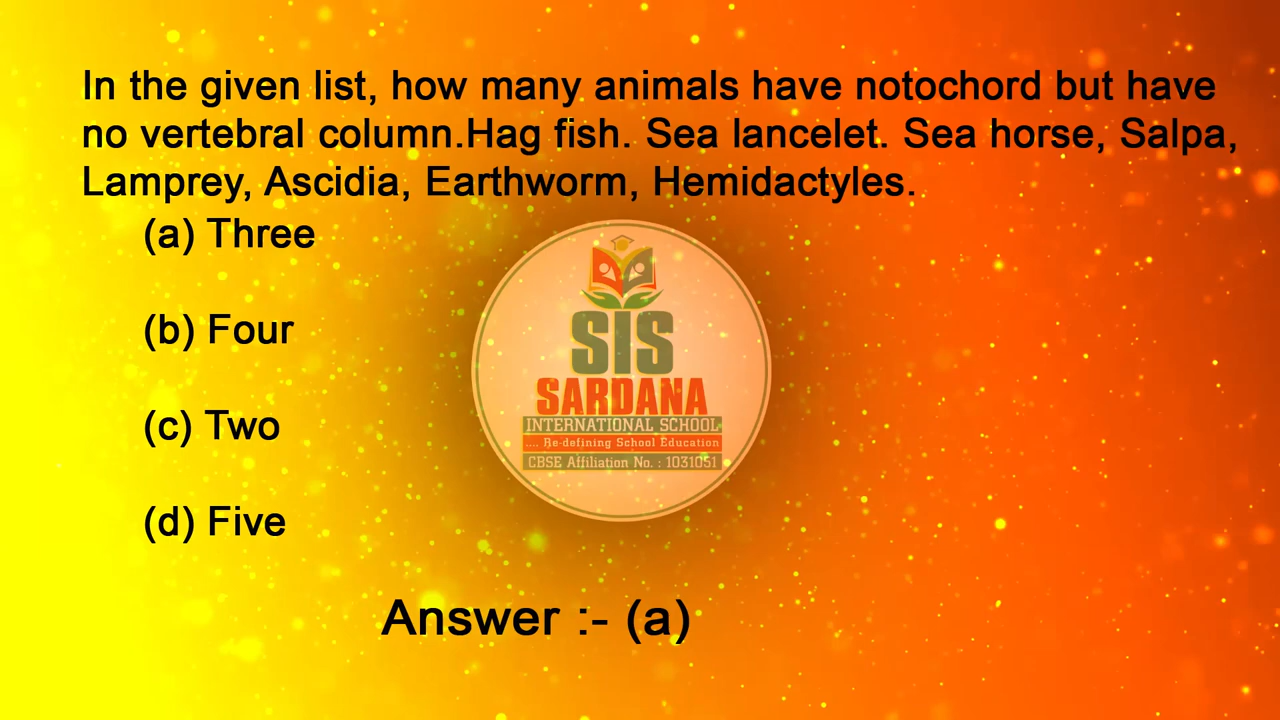 In the given list, how many animals have notochord but have
no vertebral column.Hag fish. Sea lancelet. Sea horse, Salpa,
Lamprey, Ascidia, Earthworm, Hemidactyles.
(a) Three
(b) Four
(c) Two
(d) Five
SIS
SARDANA
INTERNATIONAL SCHOOL
.... Re-defining School Education
CBSE Affiliation No. : 1031051
Answer :- (a)